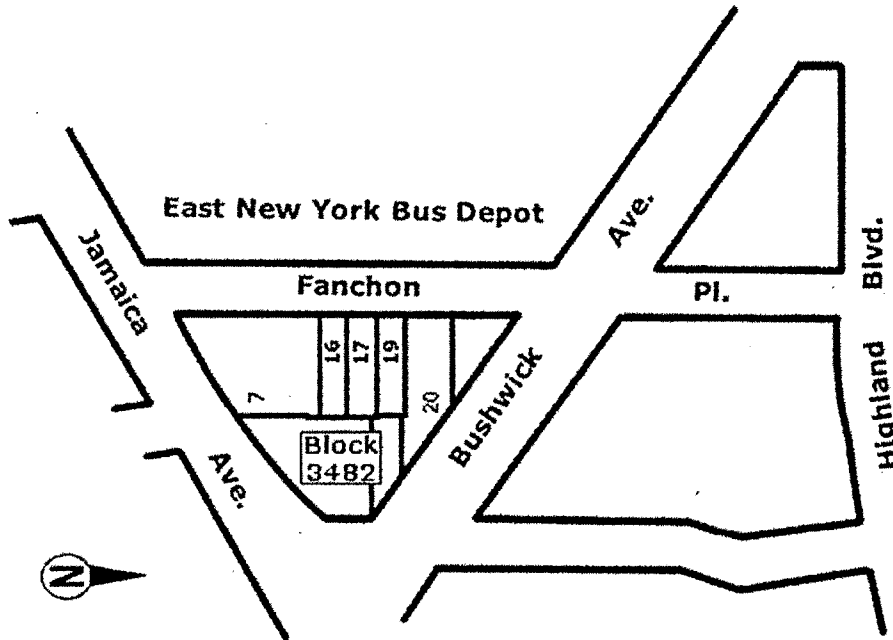 East New York Bus Depot
Jamaica
Ave.
Fanchon
Pl.
Ave.
Bushwick
Blvd.
Highland
7
16
17
19
20
Block
3482
N